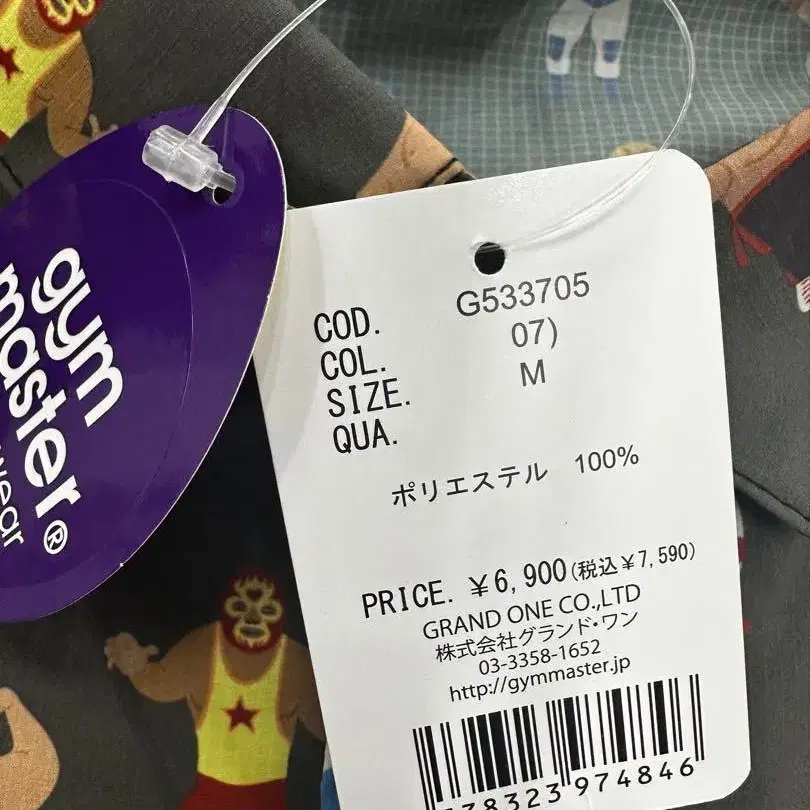 gym
master®
wear
COD. G533705
COL. 07)
SIZE. M
QUA.
ポリエステル 100%
PRICE. ¥6,900(税込¥7,590)
GRAND ONE CO.,LTD
株式会社グランド・ワン
03-3358-1652
http://gymmaster.jp
38323 974846